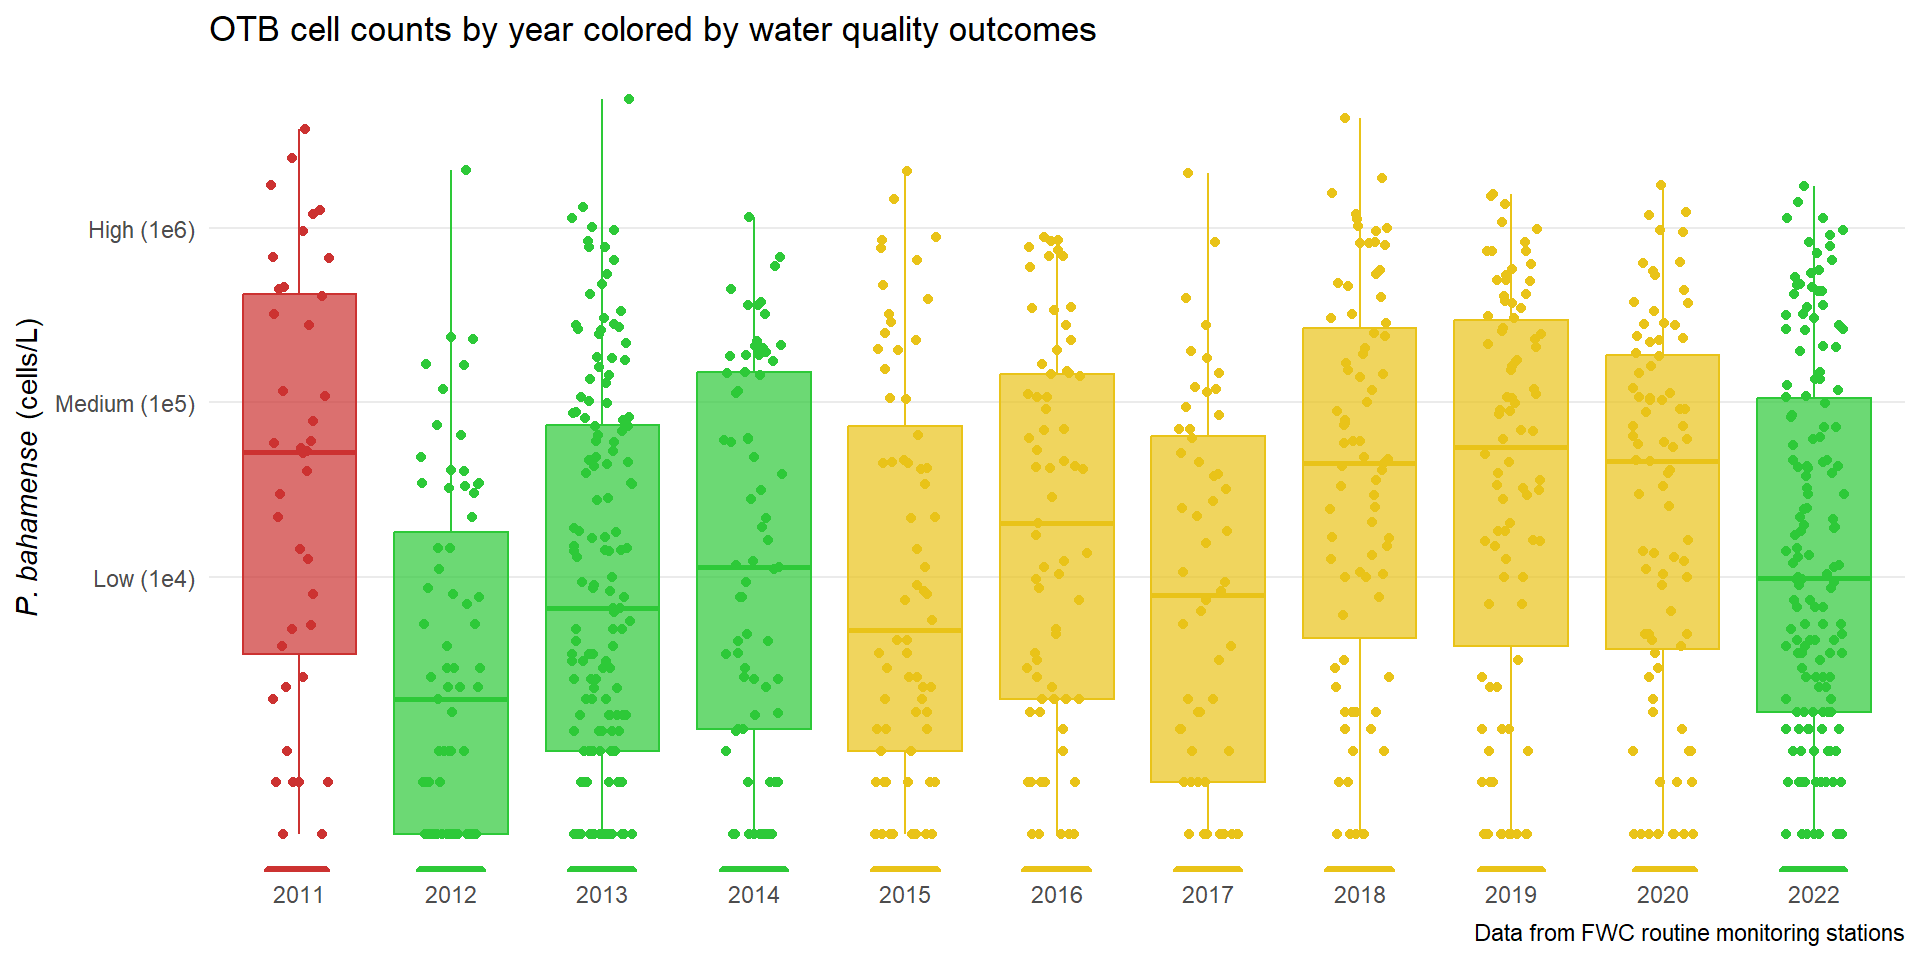 OTB cell counts by year colored by water quality outcomes
High (1e6)
Medium (1e5)
Low (1e4)
P. bahamense (cells/L)
2011 2012 2013 2014 2015 2016 2017 2018 2019 2020 2022
Data from FWC routine monitoring stations